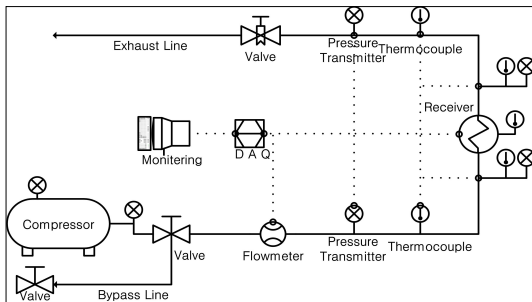 Exhaust Line
Valve
Pressure
Transmitter
Thermocouple
Receiver
Monitering
D A Q
Compressor
Valve
Flowmeter
Pressure
Transmitter
Thermocouple
Valve
Bypass Line